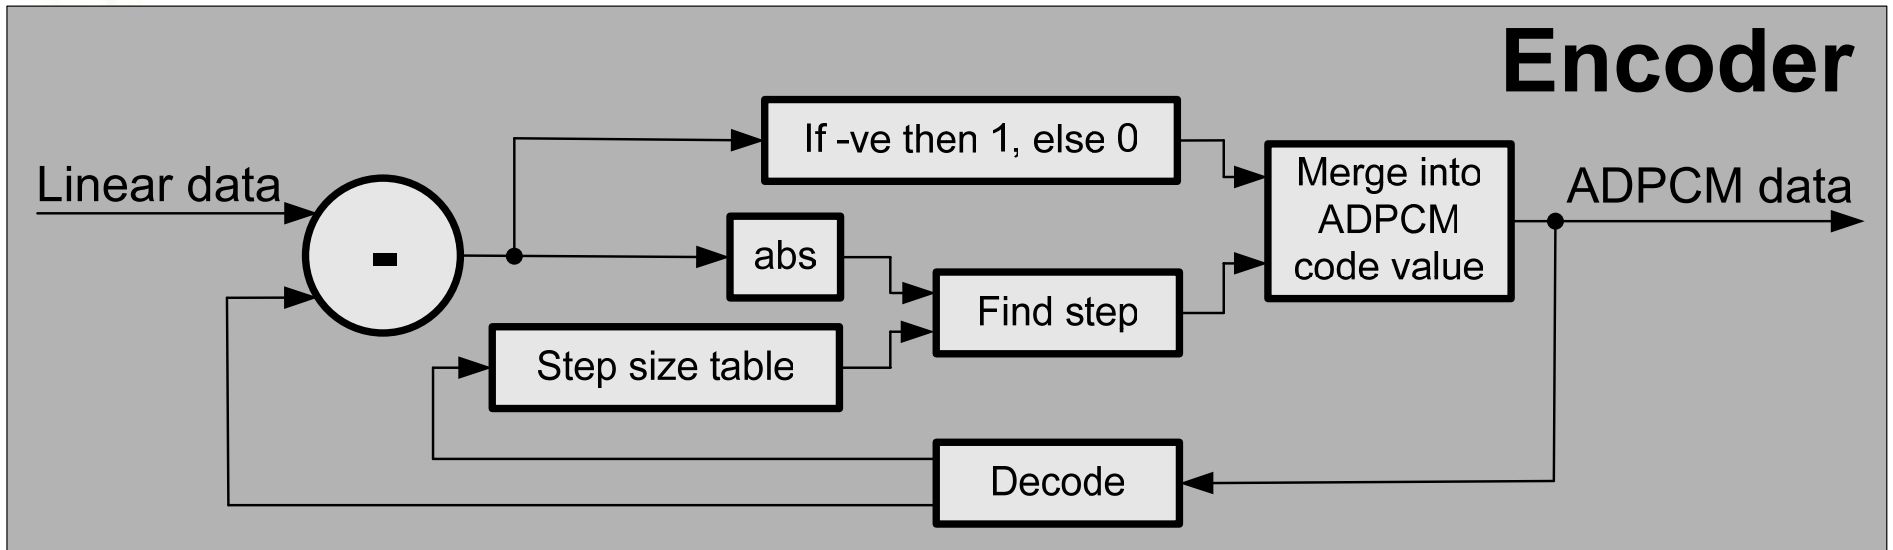 Encoder
If -ve then 1, else 0
Linear data
Merge into
ADPCM
code value
ADPCM data
-
abs
Find step
Step size table
Decode